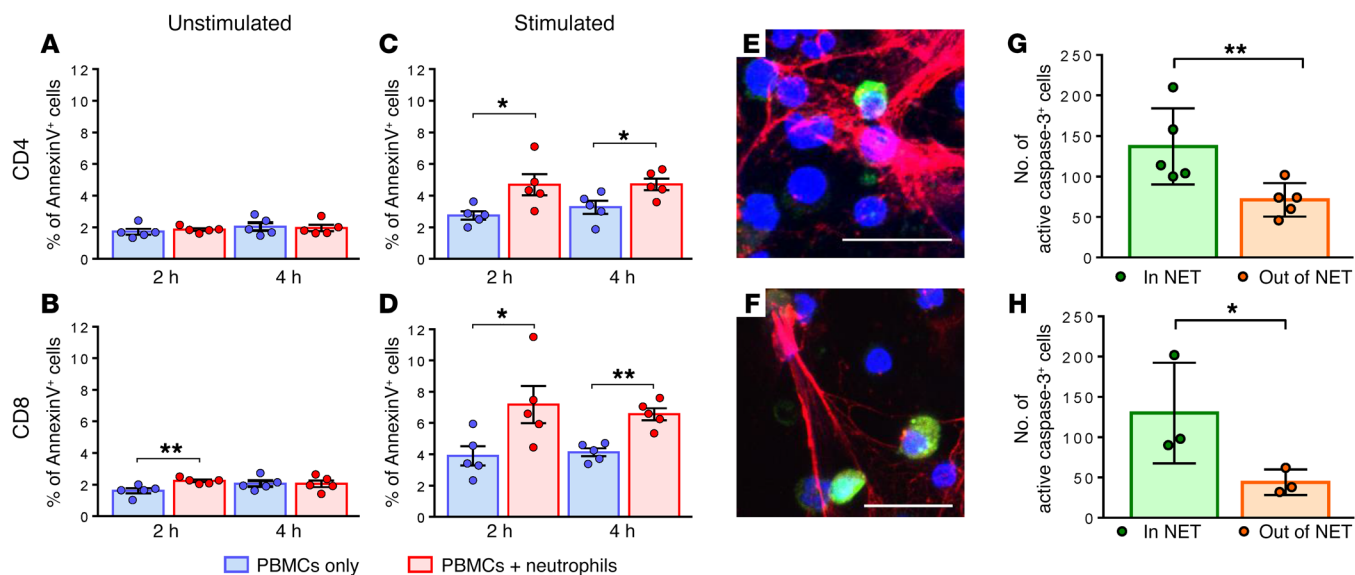 Unstimulated
Stimulated
A
CD4
% of AnnexinV⁺ cells
12
10
8
6
4
2
0
2 h
4 h
C
% of AnnexinV⁺ cells
12
10
8
6
4
2
0
*
*
2 h
4 h
E
G
No. of
active caspase-3⁺ cells
250
200
150
100
50
0
**
In NET
Out of NET
B
CD8
% of AnnexinV⁺ cells
12
10
8
6
4
2
0
**
2 h
4 h
D
% of AnnexinV⁺ cells
12
10
8
6
4
2
0
*
**
2 h
4 h
F
H
No. of
active caspase-3⁺ cells
250
200
150
100
50
0
*
In NET
Out of NET
PBMCs only
PBMCs + neutrophils